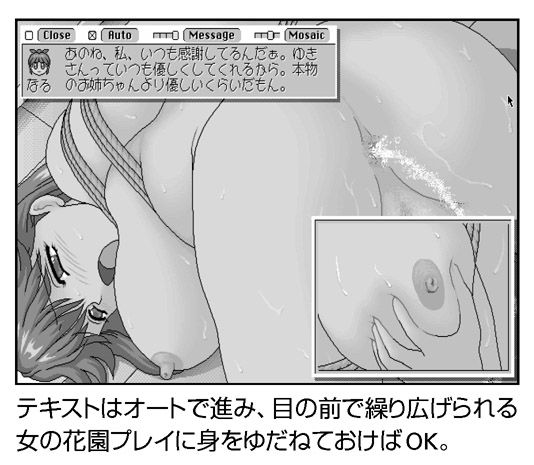 Close Auto Message Mosaic
あのね、私、いつも感謝してるんだぁ。ゆき
さんっていつも優しくしてくれるから。本物
のお姉ちゃんより優しいくらいだもん。
なる
テキストはオートで進み、目の前で繰り広げられる
女の花園プレイに身をゆだねておけばOK。